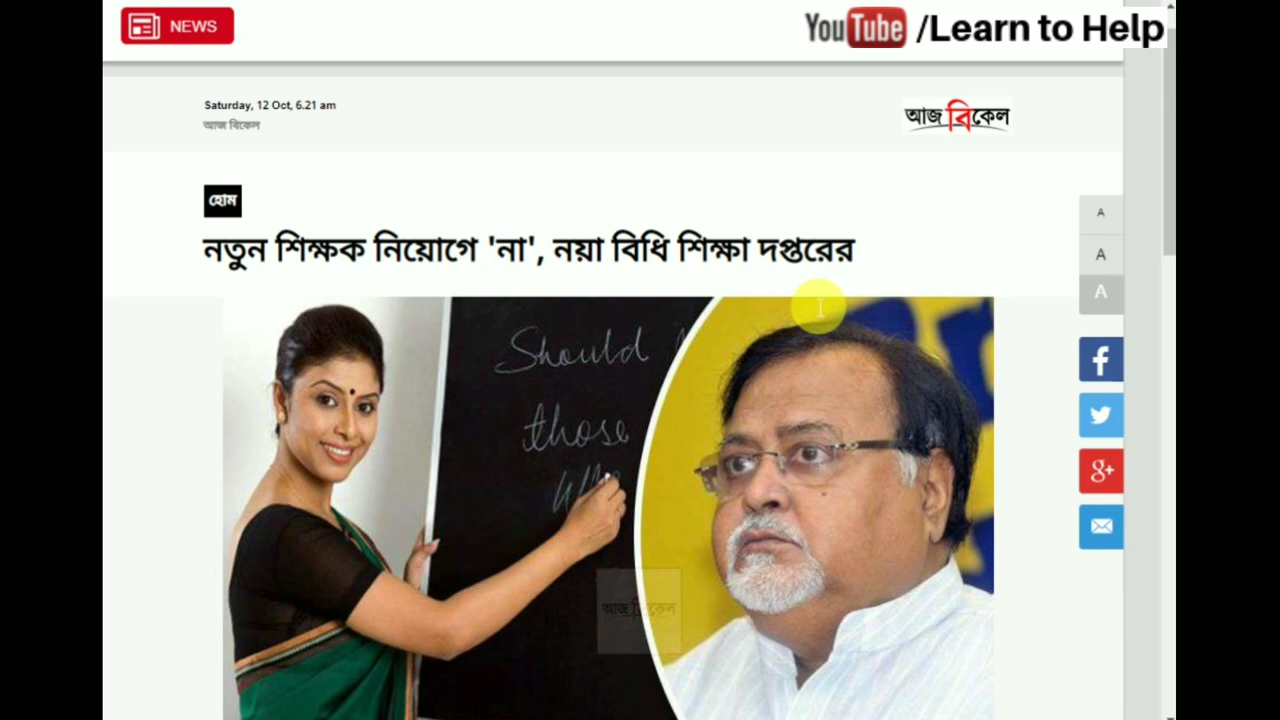 NEWS
YouTube /Learn to Help
Saturday, 12 Oct, 6.21 am
আজ বিকেল
আজ বিকেল
হোম
নতুন শিক্ষক নিয়োগে 'না', নয়া বিধি শিক্ষা দপ্তরের
A
A
A
f
g+
Should
those
আজ বিকেল